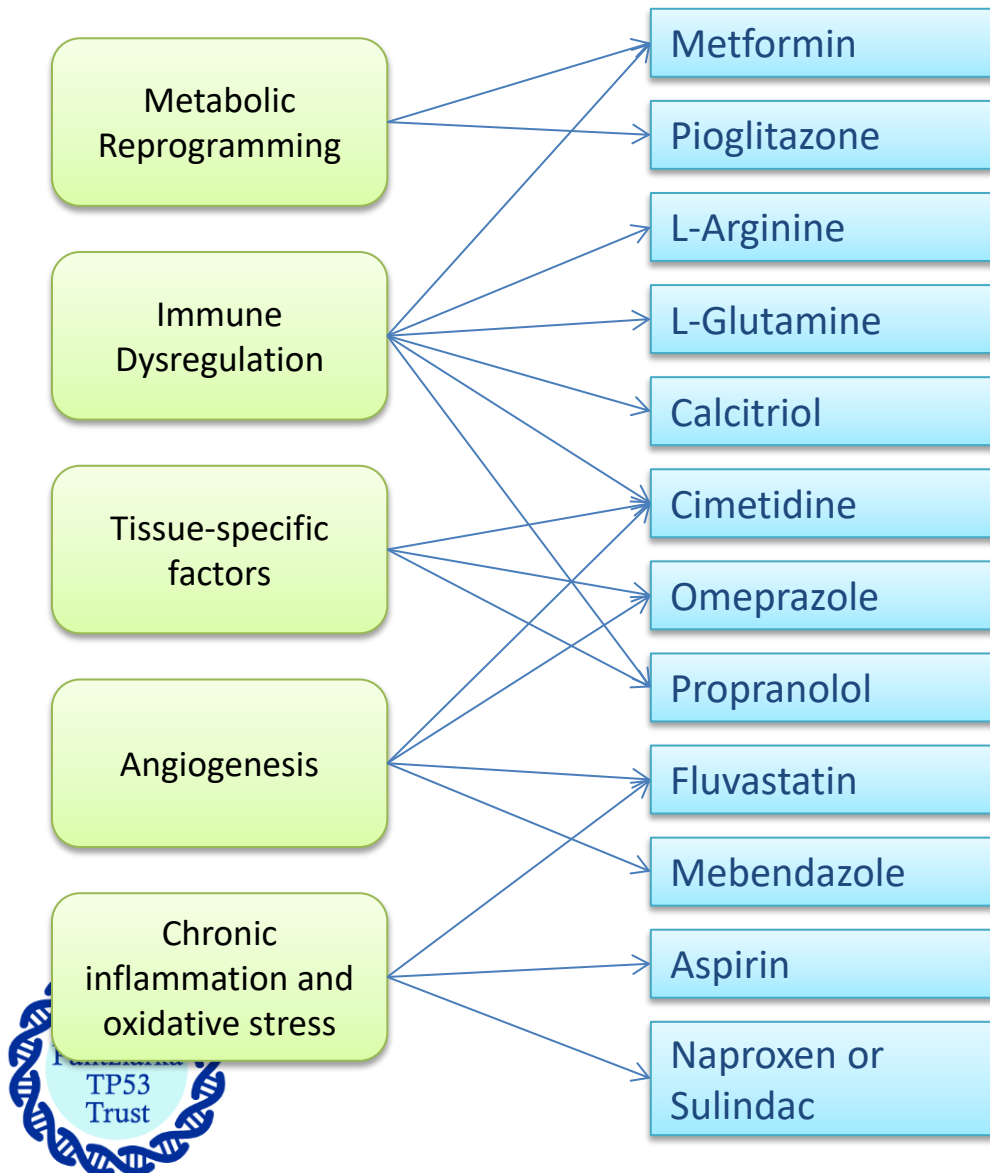 Metabolic
Reprogramming
Immune
Dysregulation
Tissue-specific
factors
Angiogenesis
Chronic
inflammation and
oxidative stress
Metformin
Pioglitazone
L-Arginine
L-Glutamine
Calcitriol
Cimetidine
Omeprazole
Propranolol
Fluvastatin
Mebendazole
Aspirin
Naproxen or
Sulindac
TP53
Trust